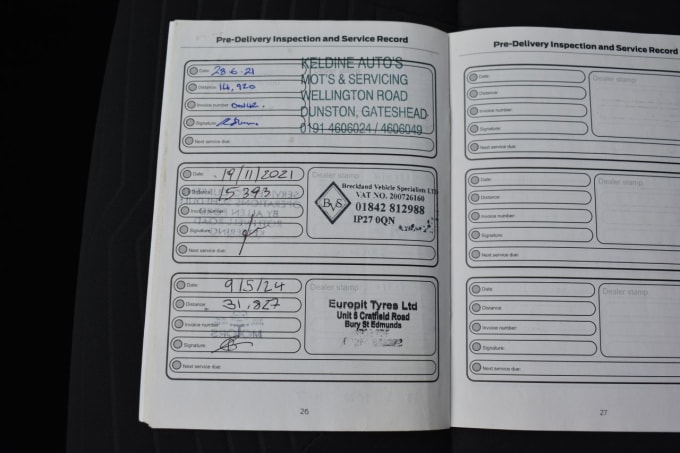 Pre-Delivery Inspection and Service Record
Date: 28.6.21
Distance: 14,920
Invoice number
Signature:
Next service due:
KELDINE AUTO'S
MOT'S & SERVICING
WELLINGTON ROAD
DUNSTON, GATESHEAD
0191 4606024 / 4606049
Date: 19/11/2021
Distance: 15393
Invoice number:
Signature:
Next service due:
Dealer stamp
Breckland Vehicle Specialists LTD
VAT NO. 200726160
BVS
01842 812988
IP27 0QN
Date: 9/5/24
Distance: 31,827
Invoice number:
Signature:
Next service due:
Dealer stamp
Europit Tyres Ltd
Unit 5 Cratfield Road
Bury St Edmunds
26
Pre-Delivery Inspection and Service Record
Date:
Distance:
Invoice number:
Signature:
Next service due:
Dealer stamp
Date:
Distance:
Invoice number:
Signature:
Next service due:
Dealer stamp
Date:
Distance:
Invoice number:
Signature:
Next service due:
Dealer stamp
27